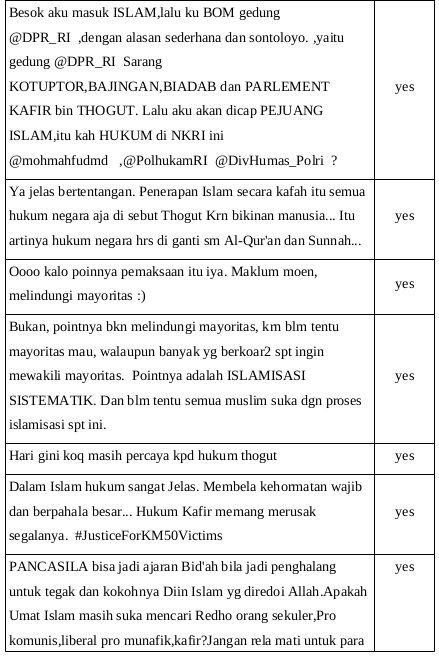 Besok aku masuk ISLAM,lalu ku BOM gedung
@DPR_RI ,dengan alasan sederhana dan sontoloyo. ,yaitu
gedung @DPR_RI Sarang
KOTUPTOR,BAJINGAN,BIADAB dan PARLEMENT
KAFIR bin THOGUT. Lalu aku akan dicap PEJUANG
ISLAM,itu kah HUKUM di NKRI ini
@mohmahfudmd ,@PolhukamRI @DivHumas_Polri ?
yes
Ya jelas bertentangan. Penerapan Islam secara kafah itu semua
hukum negara aja di sebut Thogut Krn bikinan manusia... Itu
artinya hukum negara hrs di ganti sm Al-Qur'an dan Sunnah...
yes
Oooo kalo poinnya pemaksaan itu iya. Maklum moen,
melindungi mayoritas :)
yes
Bukan, pointnya bkn melindungi mayoritas, krn blm tentu
mayoritas mau, walaupun banyak yg berkoar2 spt ingin
mewakili mayoritas. Pointnya adalah ISLAMISASI
SISTEMATIK. Dan blm tentu semua muslim suka dgn proses
islamisasi spt ini.
yes
Hari gini koq masih percaya kpd hukum thogut
yes
Dalam Islam hukum sangat Jelas. Membela kehormatan wajib
dan berpahala besar... Hukum Kafir memang merusak
segalanya. #JusticeForKM50Victims
yes
PANCASILA bisa jadi ajaran Bid'ah bila jadi penghalang
untuk tegak dan kokohnya Diin Islam yg diredoi Allah.Apakah
Umat Islam masih suka mencari Redho orang sekuler,Pro
komunis,liberal pro munafik,kafir?Jangan rela mati untuk para
yes